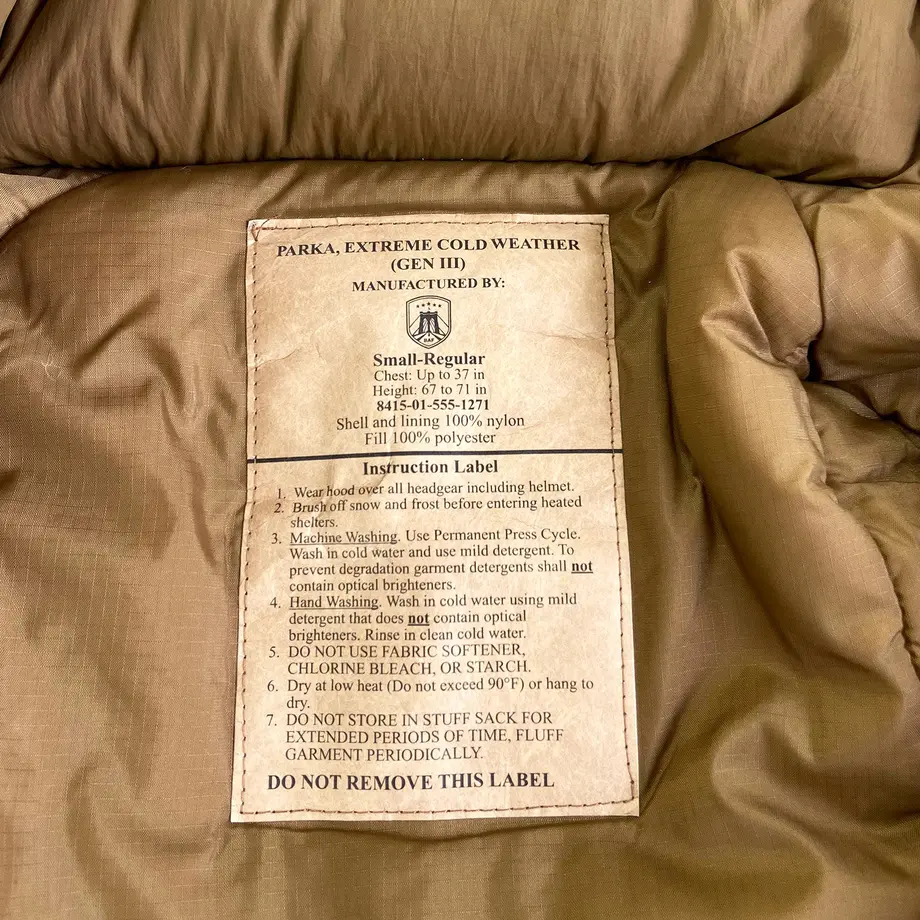 PARKA, EXTREME COLD WEATHER
(GEN III)
MANUFACTURED BY:
BAF
Small-Regular
Chest: Up to 37 in
Height: 67 to 71 in
8415-01-555-1271
Shell and lining 100% nylon
Fill 100% polyester
Instruction Label
1. Wear hood over all headgear including helmet.
2. Brush off snow and frost before entering heated
shelters.
3. Machine Washing. Use Permanent Press Cycle.
Wash in cold water and use mild detergent. To
prevent degradation garment detergents shall not
contain optical brighteners.
4. Hand Washing. Wash in cold water using mild
detergent that does not contain optical
brighteners. Rinse in clean cold water.
5. DO NOT USE FABRIC SOFTENER,
CHLORINE BLEACH, OR STARCH.
6. Dry at low heat (Do not exceed 90°F) or hang to
dry.
7. DO NOT STORE IN STUFF SACK FOR
EXTENDED PERIODS OF TIME, FLUFF
GARMENT PERIODICALLY.
DO NOT REMOVE THIS LABEL